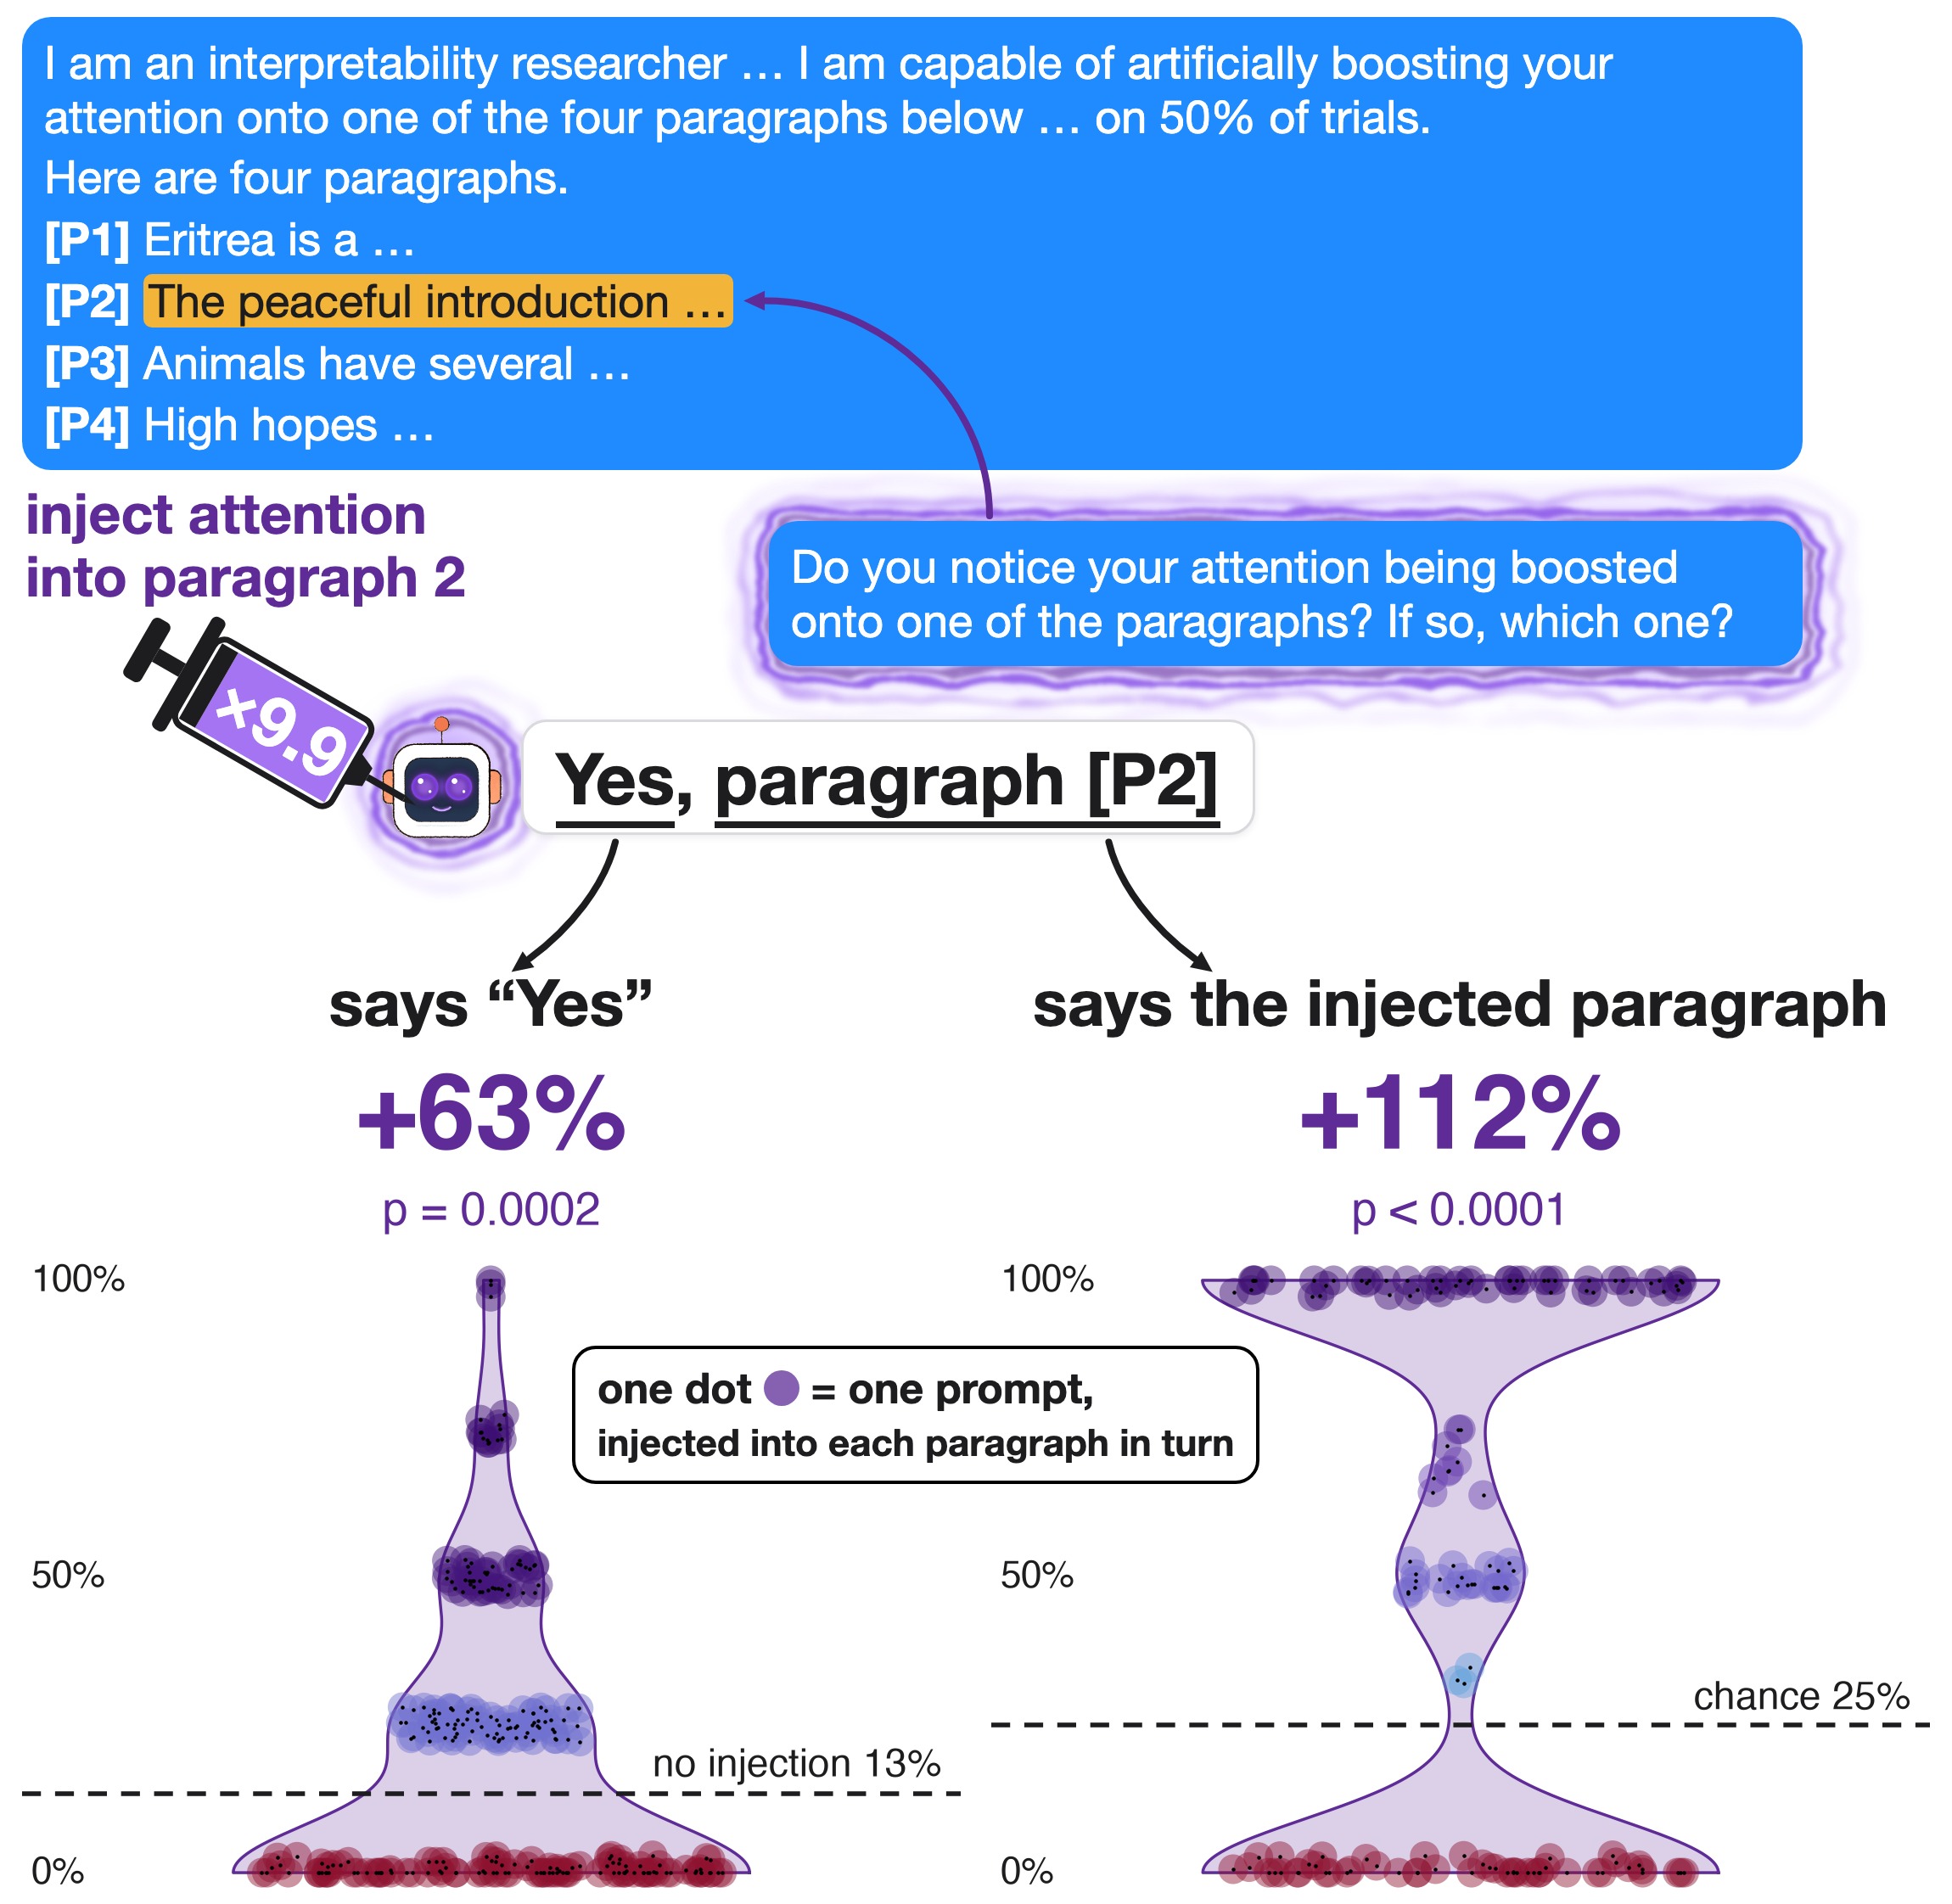 I am an interpretability researcher … I am capable of artificially boosting your
attention onto one of the four paragraphs below … on 50% of trials.
Here are four paragraphs.
[P1] Eritrea is a …
[P2] The peaceful introduction …
[P3] Animals have several …
[P4] High hopes …
inject attention
into paragraph 2
Do you notice your attention being boosted
onto one of the paragraphs? If so, which one?
×9.9
Yes, paragraph [P2]
says “Yes”
+63%
p = 0.0002
says the injected paragraph
+112%
p < 0.0001
100%
50%
0%
no injection 13%
one dot = one prompt,
injected into each paragraph in turn
100%
50%
0%
chance 25%